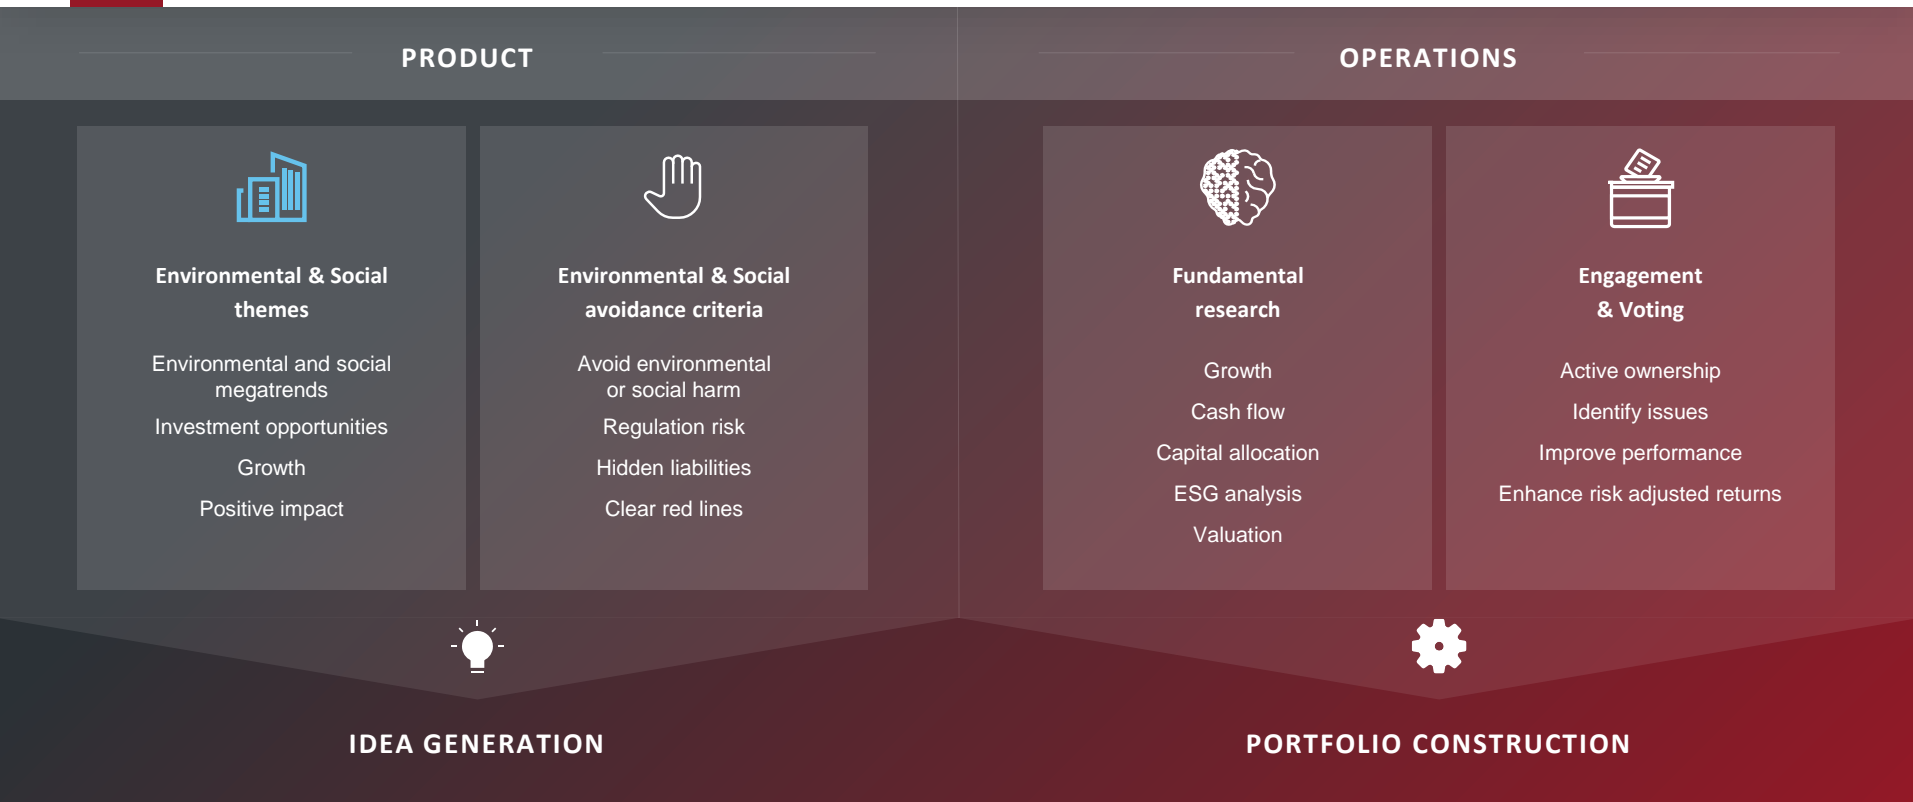 PRODUCT
Environmental & Social
themes
Environmental and social
megatrends
Investment opportunities
Growth
Positive impact
Environmental & Social
avoidance criteria
Avoid environmental
or social harm
Regulation risk
Hidden liabilities
Clear red lines
IDEA GENERATION
OPERATIONS
Fundamental
research
Growth
Cash flow
Capital allocation
ESG analysis
Valuation
Engagement
& Voting
Active ownership
Identify issues
Improve performance
Enhance risk adjusted returns
PORTFOLIO CONSTRUCTION